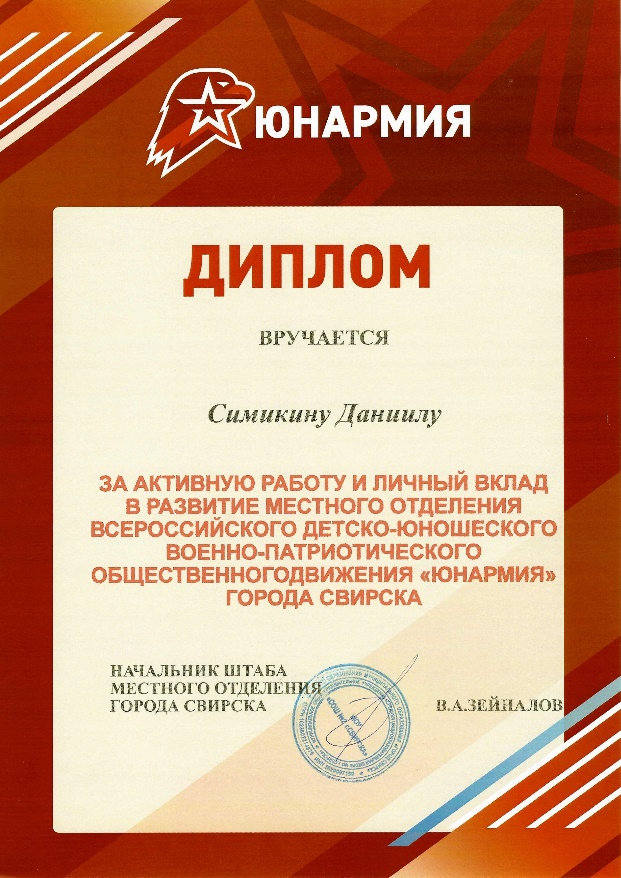 ЮНАРМИЯ
ДИПЛОМ
ВРУЧАЕТСЯ
Симикину Даниилу
ЗА АКТИВНУЮ РАБОТУ И ЛИЧНЫЙ ВКЛАД
В РАЗВИТИЕ МЕСТНОГО ОТДЕЛЕНИЯ
ВСЕРОССИЙСКОГО ДЕТСКО-ЮНОШЕСКОГО
ВОЕННО-ПАТРИОТИЧЕСКОГО
ОБЩЕСТВЕННОГОДВИЖЕНИЯ «ЮНАРМИЯ»
ГОРОДА СВИРСКА
НАЧАЛЬНИК ШТАБА
МЕСТНОГО ОТДЕЛЕНИЯ
ГОРОДА СВИРСКА
В.А.ЗЕЙНАЛОВ